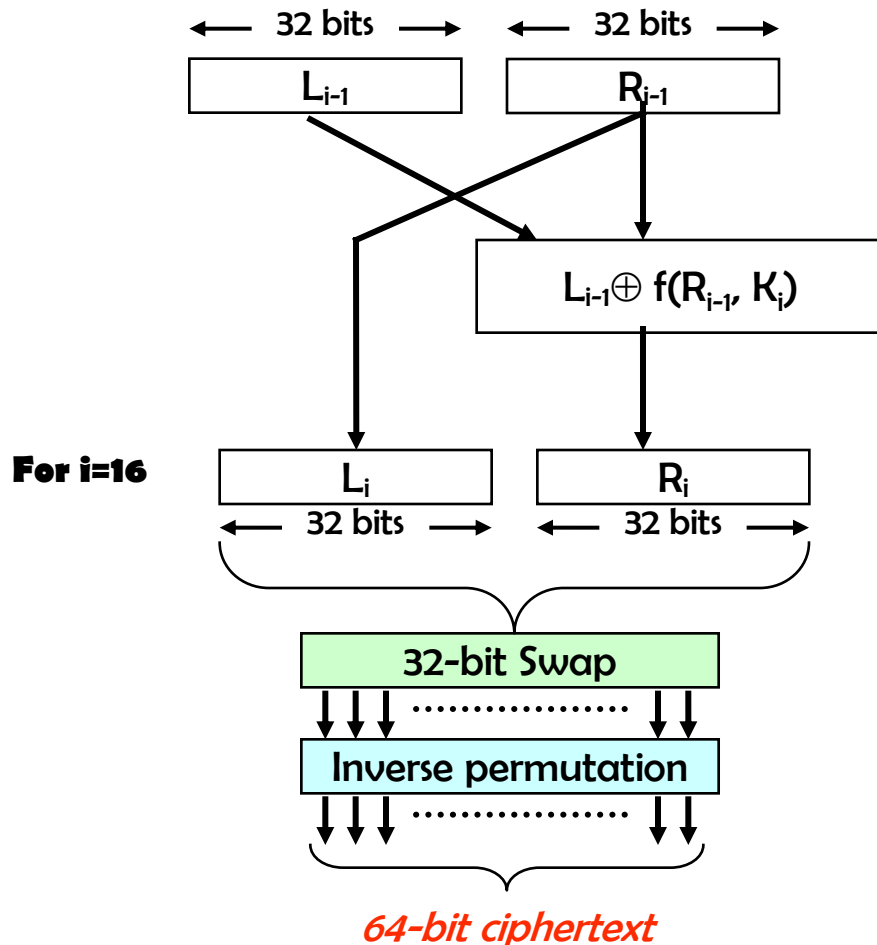 32 bits 32 bits
Lᵢ₋₁ Rᵢ₋₁
Lᵢ₋₁⊕ f(Rᵢ₋₁, Kᵢ)
For i=16
Lᵢ Rᵢ
32 bits 32 bits
32-bit Swap
..................
Inverse permutation
..................
64-bit ciphertext